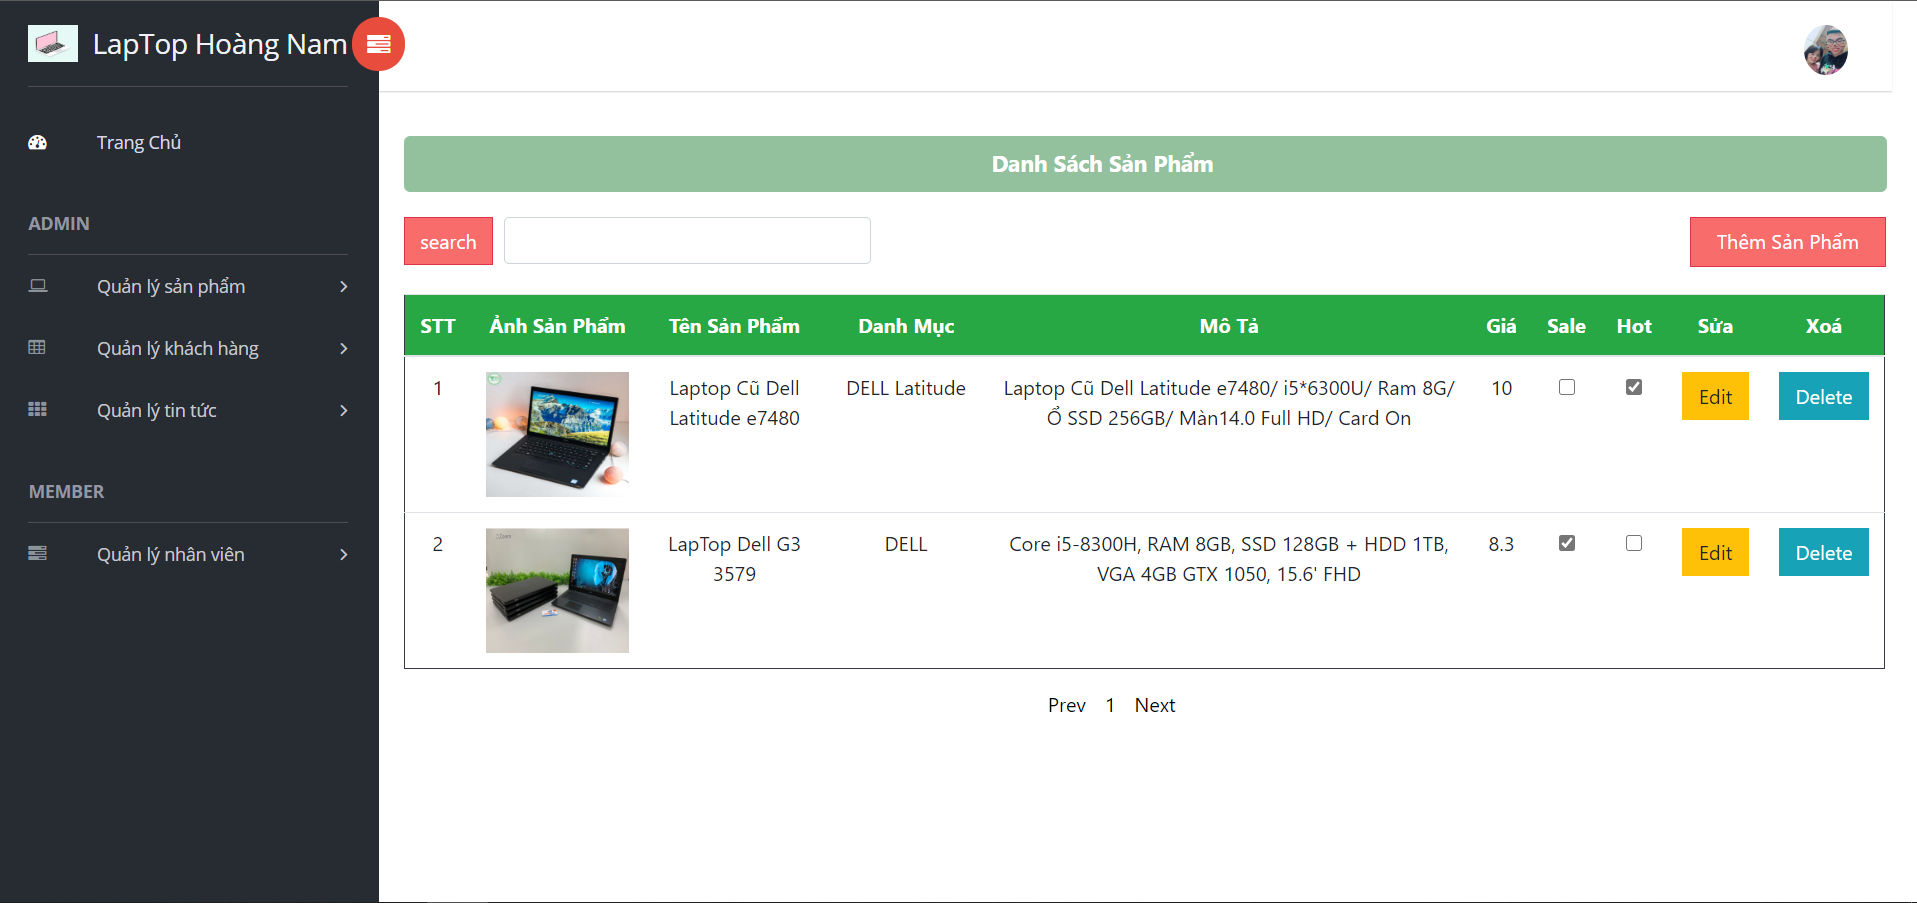 LapTop Hoàng Nam
Trang Chủ
ADMIN
Quản lý sản phẩm
Quản lý khách hàng
Quản lý tin tức
MEMBER
Quản lý nhân viên
Danh Sách Sản Phẩm
search
Thêm Sản Phẩm
STT Ảnh Sản Phẩm Tên Sản Phẩm Danh Mục Mô Tả Giá Sale Hot Sửa Xoá
1 Laptop Cũ Dell DELL Latitude Laptop Cũ Dell Latitude e7480/ i5*6300U/ Ram 8G/ 10 Edit Delete
Latitude e7480 Ổ SSD 256GB/ Màn14.0 Full HD/ Card On
2 LapTop Dell G3 DELL Core i5-8300H, RAM 8GB, SSD 128GB + HDD 1TB, 8.3 Edit Delete
3579 VGA 4GB GTX 1050, 15.6' FHD
Prev 1 Next